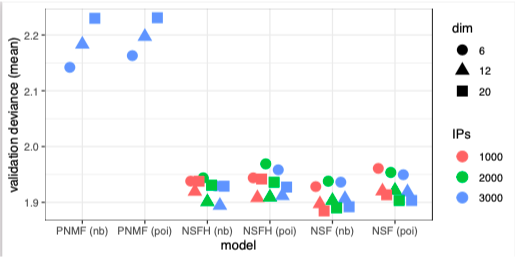 validation deviance (mean)
2.2
2.1
2.0
1.9
PNMF (nb) PNMF (poi) NSFH (nb) NSFH (poi) NSF (nb) NSF (poi)
model
dim
6
12
20
IPs
1000
2000
3000